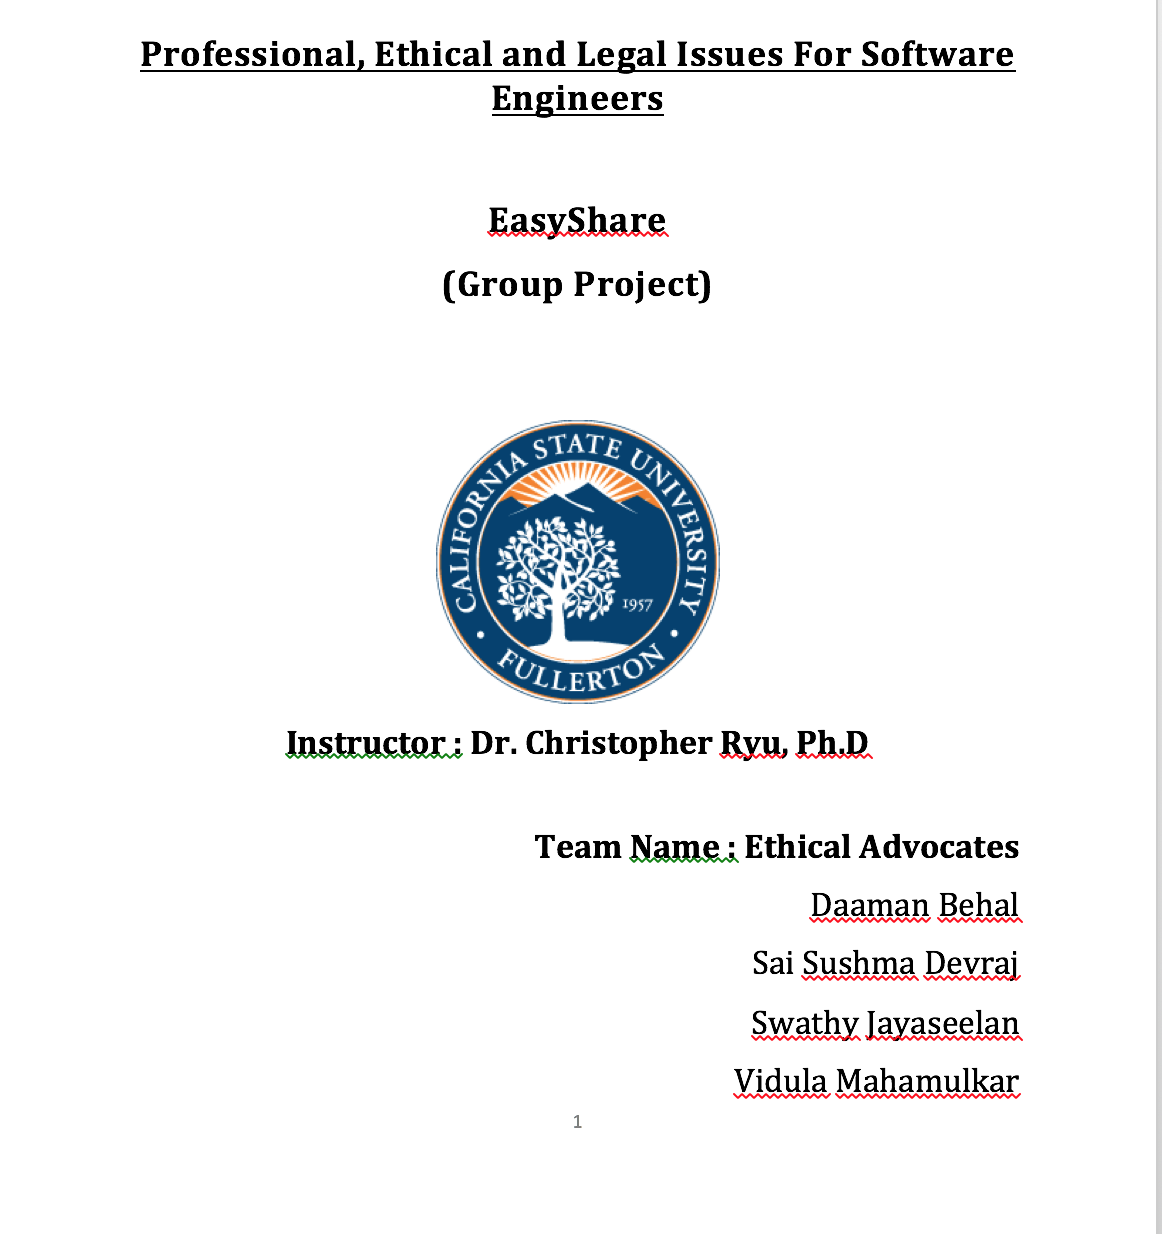 Professional, Ethical and Legal Issues For Software
Engineers
EasyShare
(Group Project)
CALIFORNIA STATE UNIVERSITY
1957
FULLERTON
Instructor : Dr. Christopher Ryu, Ph.D
Team Name : Ethical Advocates
Daaman Behal
Sai Sushma Devraj
Swathy Jayaseelan
Vidula Mahamulkar
1